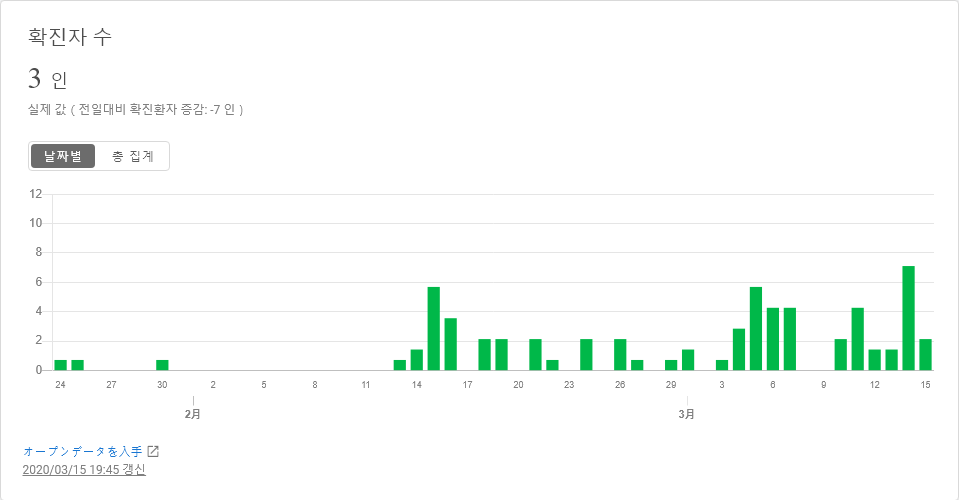 확진자 수
3 인
실제 값 ( 전일대비 확진환자 증감: -7 인 )
날짜별 총 집계
12
10
8
6
4
2
0
24 27 30 2 5 8 11 14 17 20 23 26 29 3 6 9 12 15
2月 3月
オープンデータを入手
2020/03/15 19:45 갱신